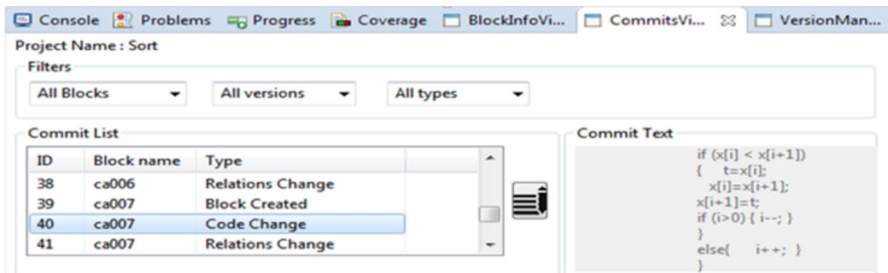 Console Problems Progress Coverage BlockInfoVi... CommitsVi... VersionMan...
Project Name : Sort
Filters
All Blocks All versions All types
Commit List
ID Block name Type
38 ca006 Relations Change
39 ca007 Block Created
40 ca007 Code Change
41 ca007 Relations Change
Commit Text
if (x[i] < x[i+1])
{ t=x[i];
x[i]=x[i+1];
x[i+1]=t;
if (i>0) { i--; }
}
else{ i++; }
}